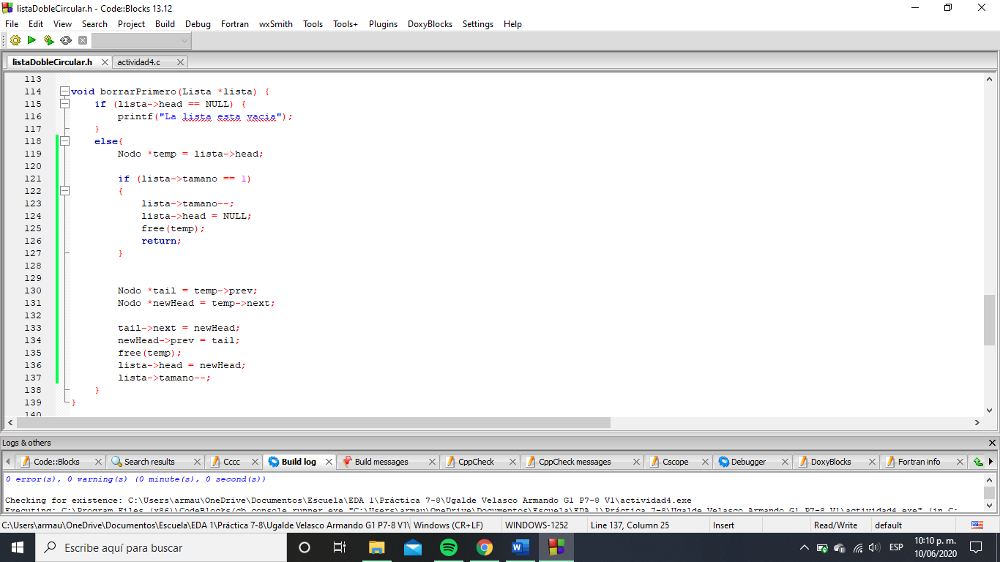 listaDobleCircular.h - Code::Blocks 13.12
File Edit View Search Project Build Debug Fortran wxSmith Tools Tools+ Plugins DoxyBlocks Settings Help
listaDobleCircular.h actividad4.c
113
114 void borrarPrimero(Lista *lista) {
115 if (lista->head == NULL) {
116 printf("La lista esta vacia");
117 }
118 else{
119 Nodo *temp = lista->head;
120
121 if (lista->tamano == 1)
122 {
123 lista->tamano--;
124 lista->head = NULL;
125 free(temp);
126 return;
127 }
128
129
130 Nodo *tail = temp->prev;
131 Nodo *newHead = temp->next;
132
133 tail->next = newHead;
134 newHead->prev = tail;
135 free(temp);
136 lista->head = newHead;
137 lista->tamano--;
138 }
139 }
140
Logs & others
Code::Blocks Search results Cccc Build log Build messages CppCheck CppCheck messages Cscope Debugger DoxyBlocks Fortran info
0 error(s), 0 warning(s) (0 minute(s), 0 second(s))
Checking for existence: C:\Users\armau\OneDrive\Documentos\Escuela\EDA 1\Práctica 7-8\Ugalde Velasco Armando G1 P7-8 V1\actividad4.exe
Executing: C:\Program Files (x86)\CodeBlocks/cb_console_runner.exe "C:\Users\armau\OneDrive\Documentos\Escuela\EDA 1\Práctica 7-8\Ugalde Velasco Armando G1 P7-8 V1\actividad4.exe" (in C:
C:\Users\armau\OneDrive\Documentos\Escuela\EDA 1\Práctica 7-8\Ugalde Velasco Armando G1 P7-8 V1\ Windows (CR+LF) WINDOWS-1252 Line 137, Column 25 Insert Read/Write default
Escribe aquí para buscar
ESP
10:10 p. m.
10/06/2020